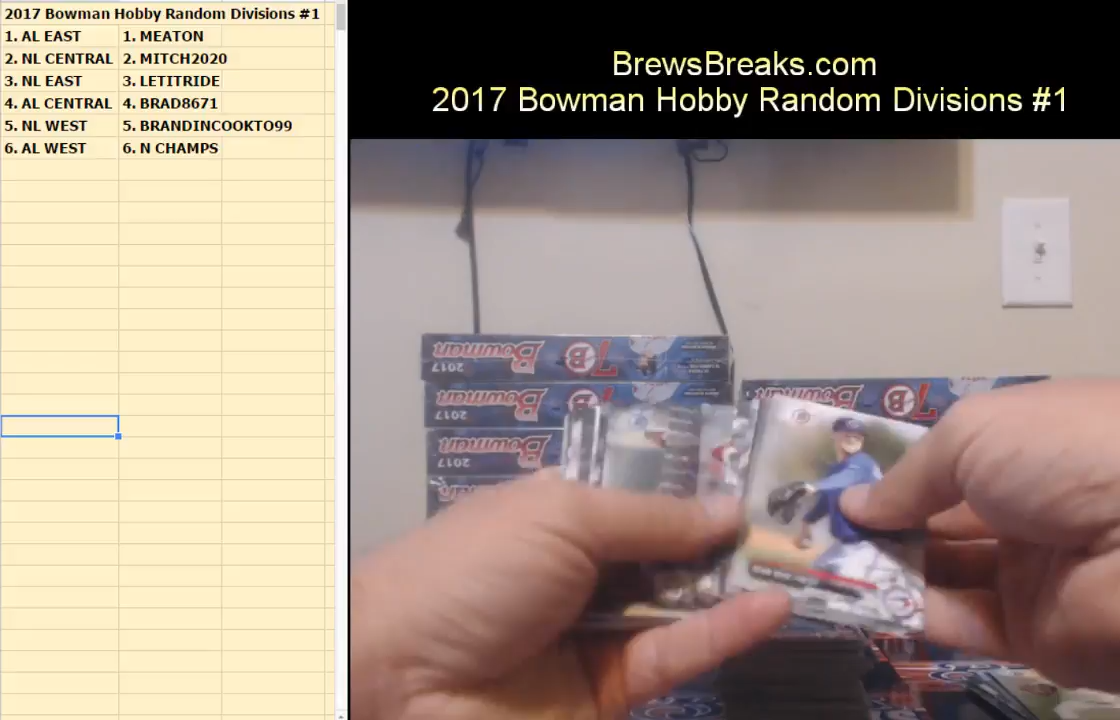 2017 Bowman Hobby Random Divisions #1
1. AL EAST 1. MEATON
2. NL CENTRAL 2. MITCH2020
3. NL EAST 3. LETITRIDE
4. AL CENTRAL 4. BRAD8671
5. NL WEST 5. BRANDINCOOKTO99
6. AL WEST 6. N CHAMPS
BrewsBreaks.com
2017 Bowman Hobby Random Divisions #1
2017 Bowman B
2017 Bowman B
2017 Bowman
B